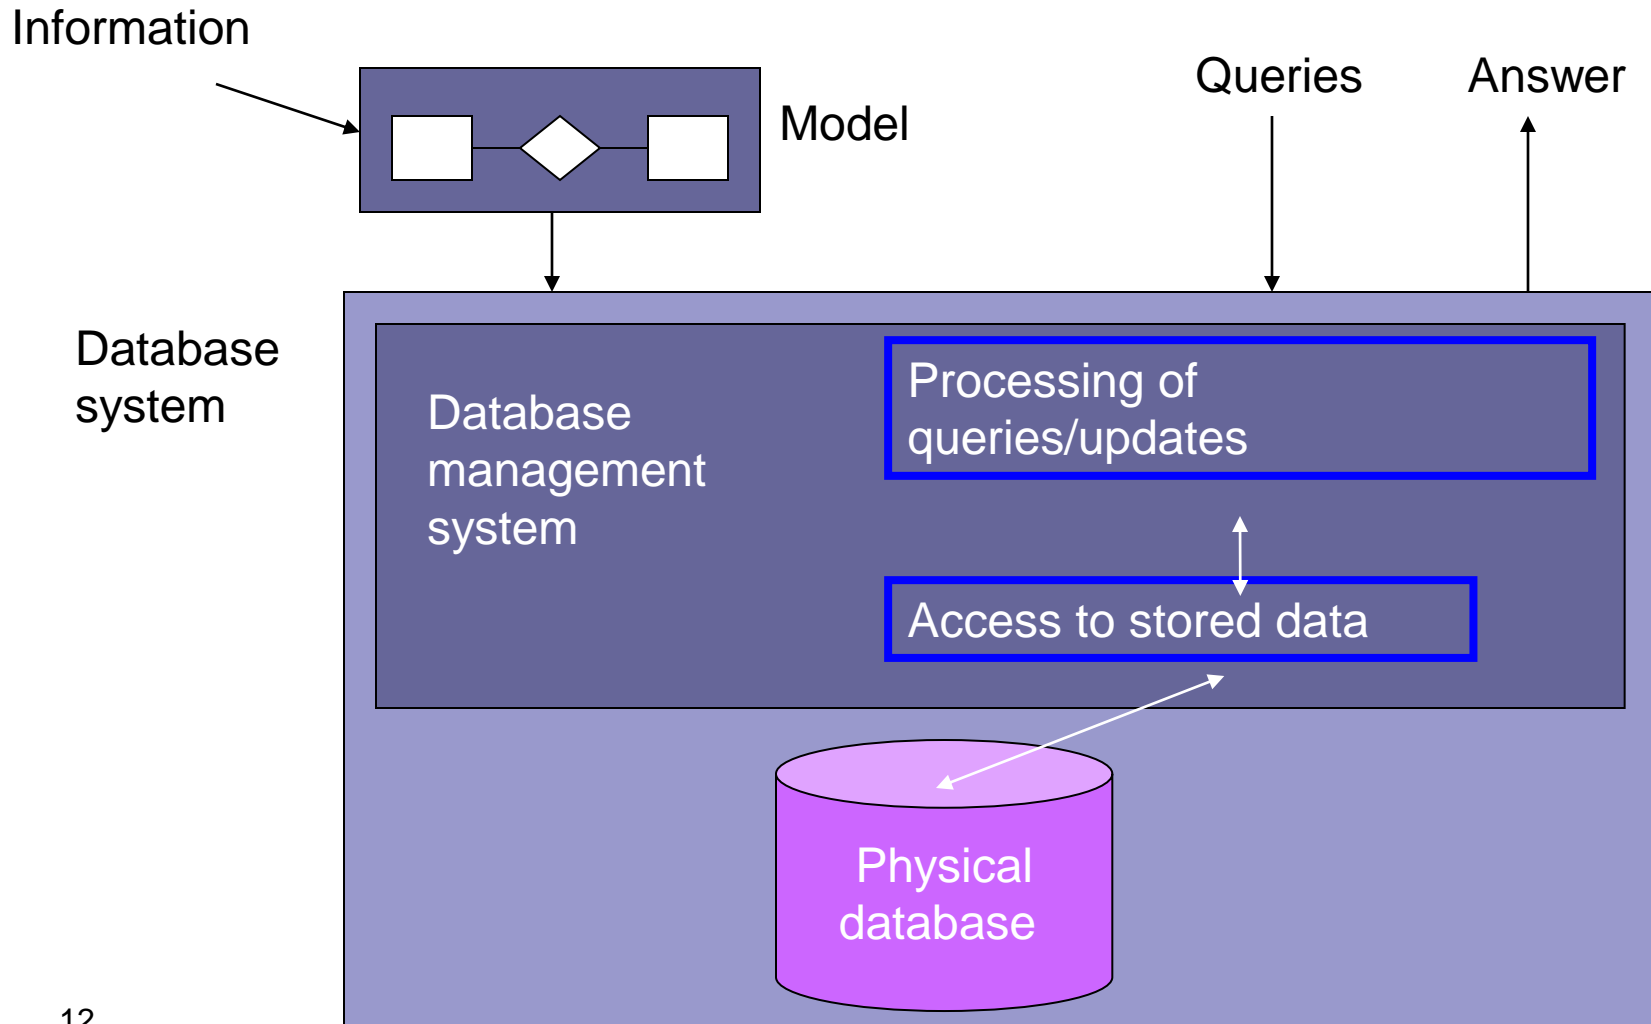 Information
Queries
Answer
Model
Database
system
Database
management
system
Processing of
queries/updates
Access to stored data
Physical
database
12